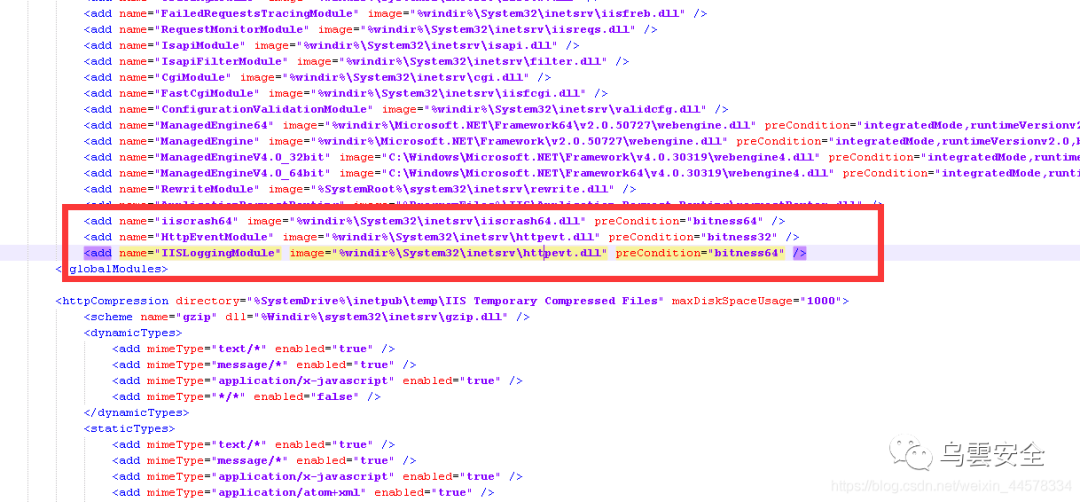 <add name="FailedRequestsTracingModule" image="%windir%\System32\inetsrv\iisfreb.dll" />
<add name="RequestMonitorModule" image="%windir%\System32\inetsrv\iisreqs.dll" />
<add name="IsapiModule" image="%windir%\System32\inetsrv\isapi.dll" />
<add name="IsapiFilterModule" image="%windir%\System32\inetsrv\filter.dll" />
<add name="CgiModule" image="%windir%\System32\inetsrv\cgi.dll" />
<add name="FastCgiModule" image="%windir%\System32\inetsrv\iisfcgi.dll" />
<add name="ConfigurationValidationModule" image="%windir%\System32\inetsrv\validcfg.dll" />
<add name="ManagedEngine64" image="%windir%\Microsoft.NET\Framework64\v2.0.50727\webengine.dll" preCondition="integratedMode,runtimeVersionv2
<add name="ManagedEngine" image="%windir%\Microsoft.NET\Framework\v2.0.50727\webengine.dll" preCondition="integratedMode,runtimeVersionv2.0,b
<add name="ManagedEngineV4.0_32bit" image="C:\Windows\Microsoft.NET\Framework\v4.0.30319\webengine4.dll" preCondition="integratedMode,runtime
<add name="ManagedEngineV4.0_64bit" image="C:\Windows\Microsoft.NET\Framework64\v4.0.30319\webengine4.dll" preCondition="integratedMode,runti
<add name="RewriteModule" image="%SystemRoot%\system32\inetsrv\rewrite.dll" />
<add name="iiscrash64" image="%windir%\System32\inetsrv\iiscrash64.dll" preCondition="bitness64" />
<add name="HttpEventModule" image="%windir%\System32\inetsrv\httpevt.dll" preCondition="bitness32" />
<add name="IISLoggingModule" image="%windir%\System32\inetsrv\httpevt.dll" preCondition="bitness64" />
</globalModules>
<httpCompression directory="%SystemDrive%\inetpub\temp\IIS Temporary Compressed Files" maxDiskSpaceUsage="1000">
<scheme name="gzip" dll="%Windir%\system32\inetsrv\gzip.dll" />
<dynamicTypes>
<add mimeType="text/*" enabled="true" />
<add mimeType="message/*" enabled="true" />
<add mimeType="application/x-javascript" enabled="true" />
<add mimeType="*/*" enabled="false" />
</dynamicTypes>
<staticTypes>
<add mimeType="text/*" enabled="true" />
<add mimeType="message/*" enabled="true" />
<add mimeType="application/x-javascript" enabled="true" />
<add mimeType="application/atom+xml" enabled="true" />
乌雲安全
https://blog.csdn.net/weixin_44578334